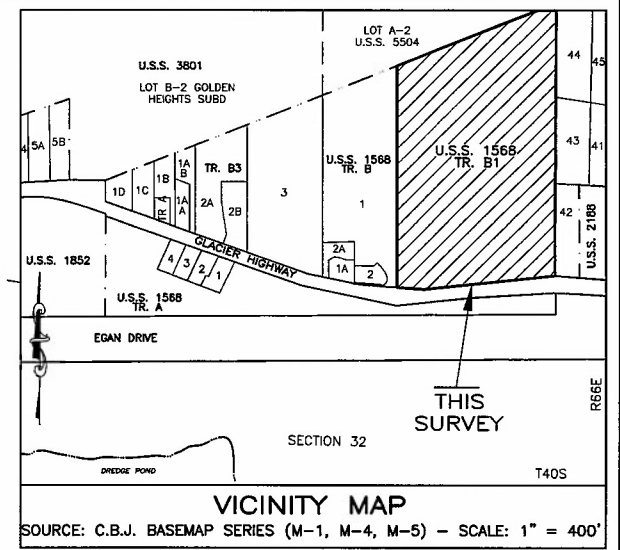 LOT A-2
U.S.S. 5504
U.S.S. 3801
LOT B-2 GOLDEN
HEIGHTS SUBD
44
45
4
5A
5B
43
41
U.S.S. 1568
TR. B
U.S.S. 1568
TR. B1
1D
1C
1B
TR A
1A
B
1A
A
TR. B3
2A
2B
3
1
42
U.S.S. 2188
GLACIER HIGHWAY
2A
1A
2
4
3
2
1
U.S.S. 1852
U.S.S. 1568
TR. A
EGAN DRIVE
THIS
SURVEY
R66E
SECTION 32
DREDGE POND
T40S
VICINITY MAP
SOURCE: C.B.J. BASEMAP SERIES (M-1, M-4, M-5) - SCALE: 1" = 400'